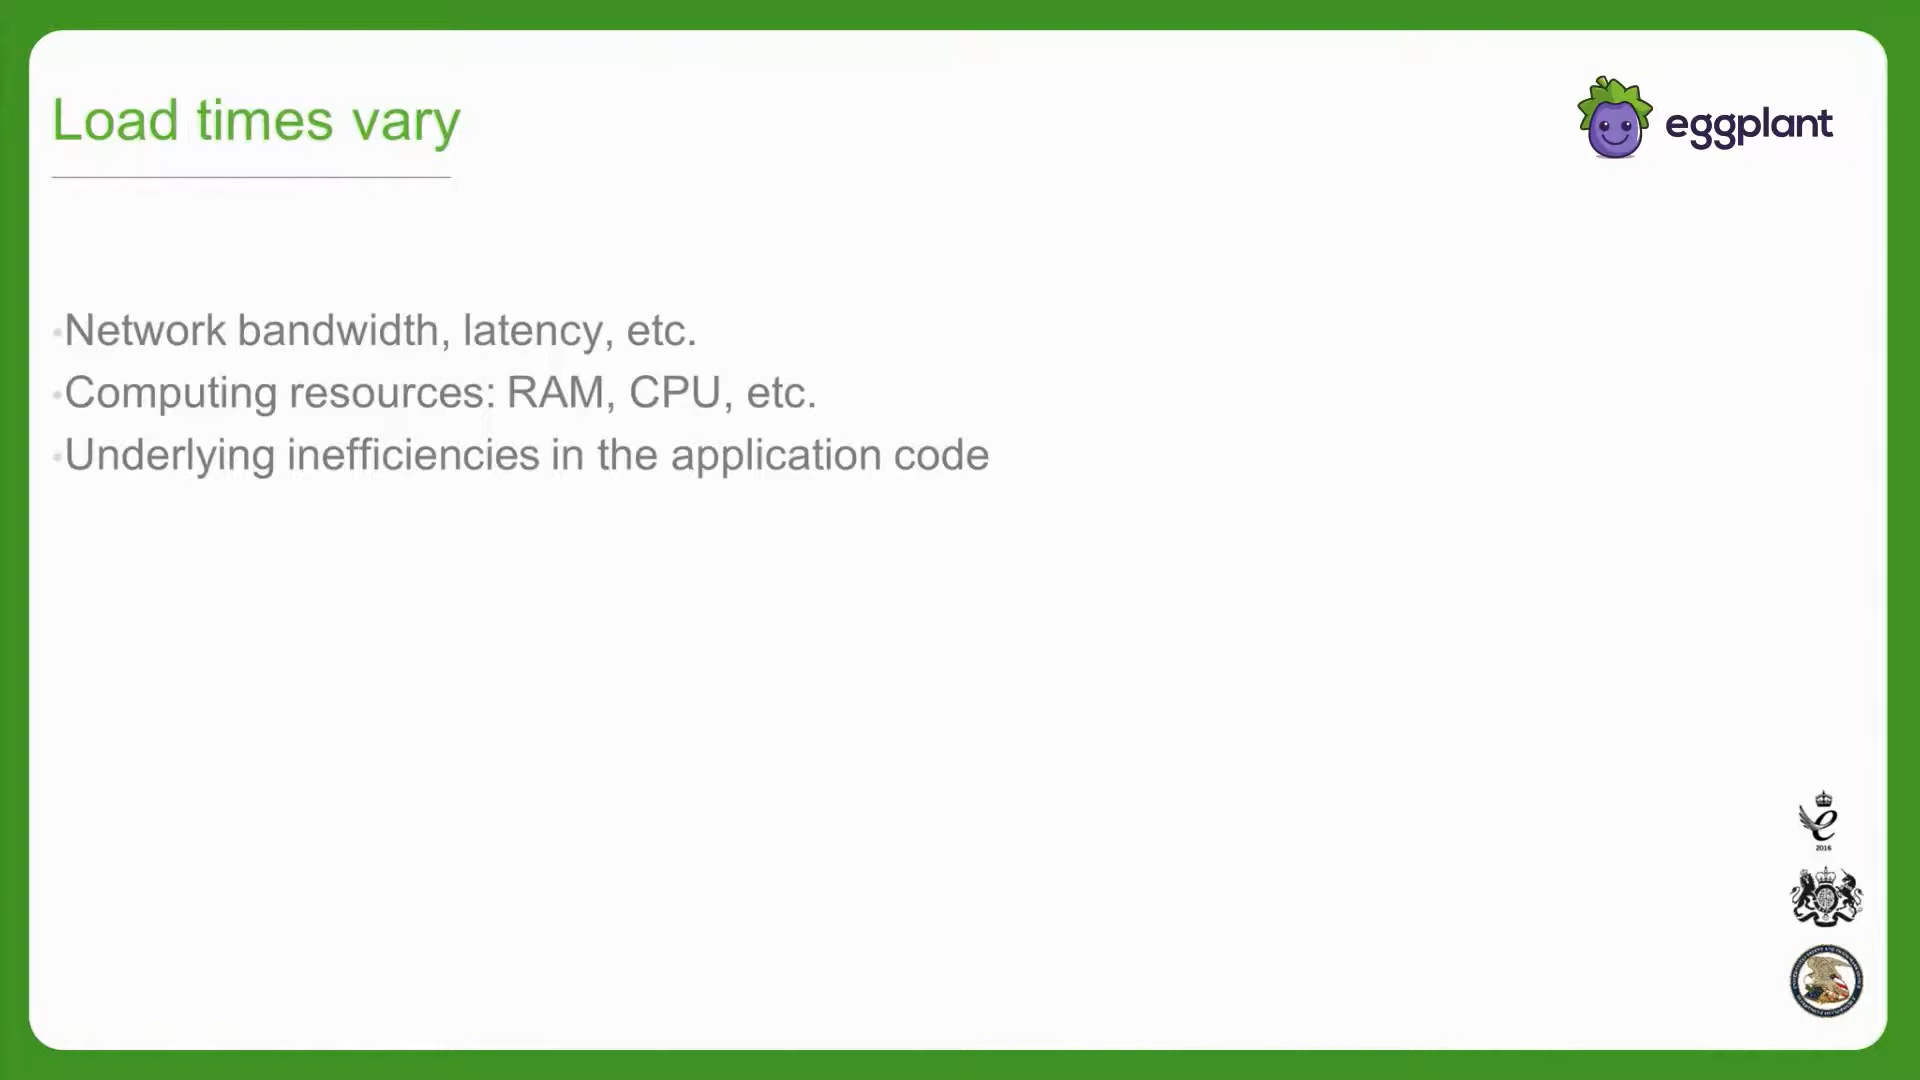 Load times vary
eggplant
•Network bandwidth, latency, etc.
•Computing resources: RAM, CPU, etc.
•Underlying inefficiencies in the application code
e
2016